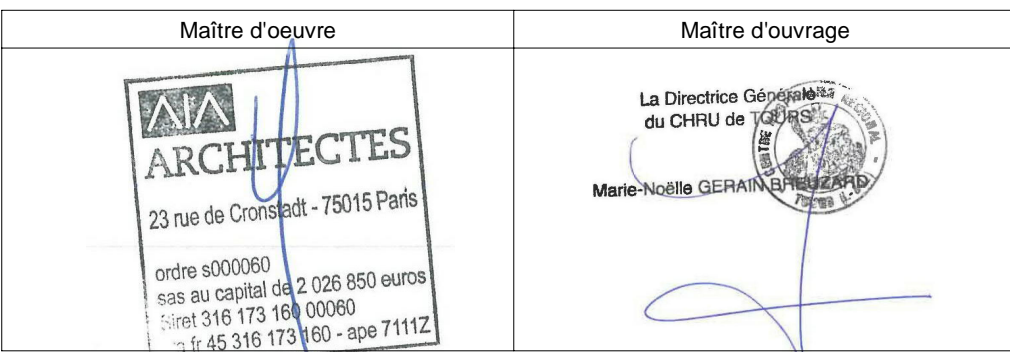 Maître d'oeuvre
Maître d'ouvrage
AIA
ARCHITECTES
23 rue de Cronstadt - 75015 Paris
ordre s000060
sas au capital de 2 026 850 euros
Siret 316 173 160 00060
fr 45 316 173 160 - ape 7111Z
La Directrice Générale
du CHRU de TOURS
Marie-Noëlle GERAIN BREUZARD
CENTRE REGIONAL